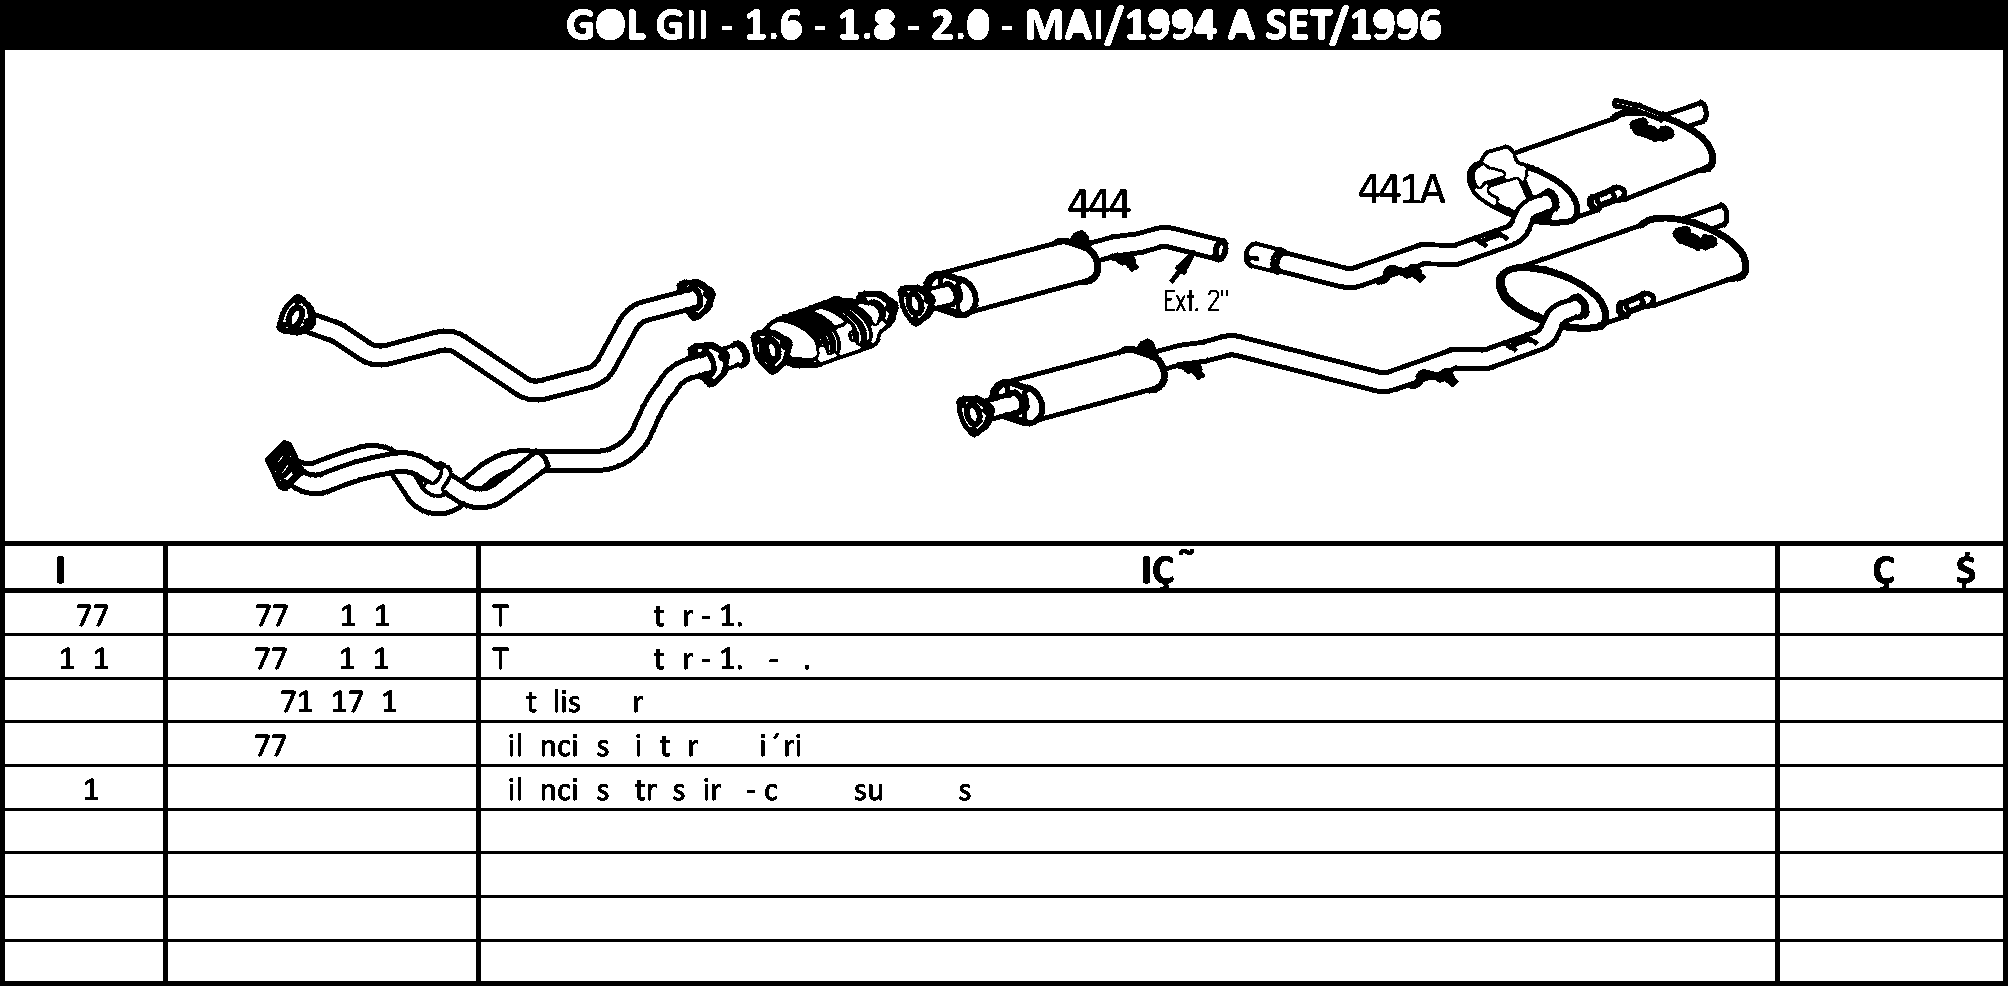 GOL GII - 1.6 - 1.8 - 2.0 - MAI/1994 A SET/1996
441A
444
Ext. 2"
I IÇ˜ Ç $
77 77 1 1 T t r - 1.
1 1 77 1 1 T t r - 1. - .
71 17 1 t lis r
77 il nci s i t r i´ri
1 il nci s tr s ir - c su s